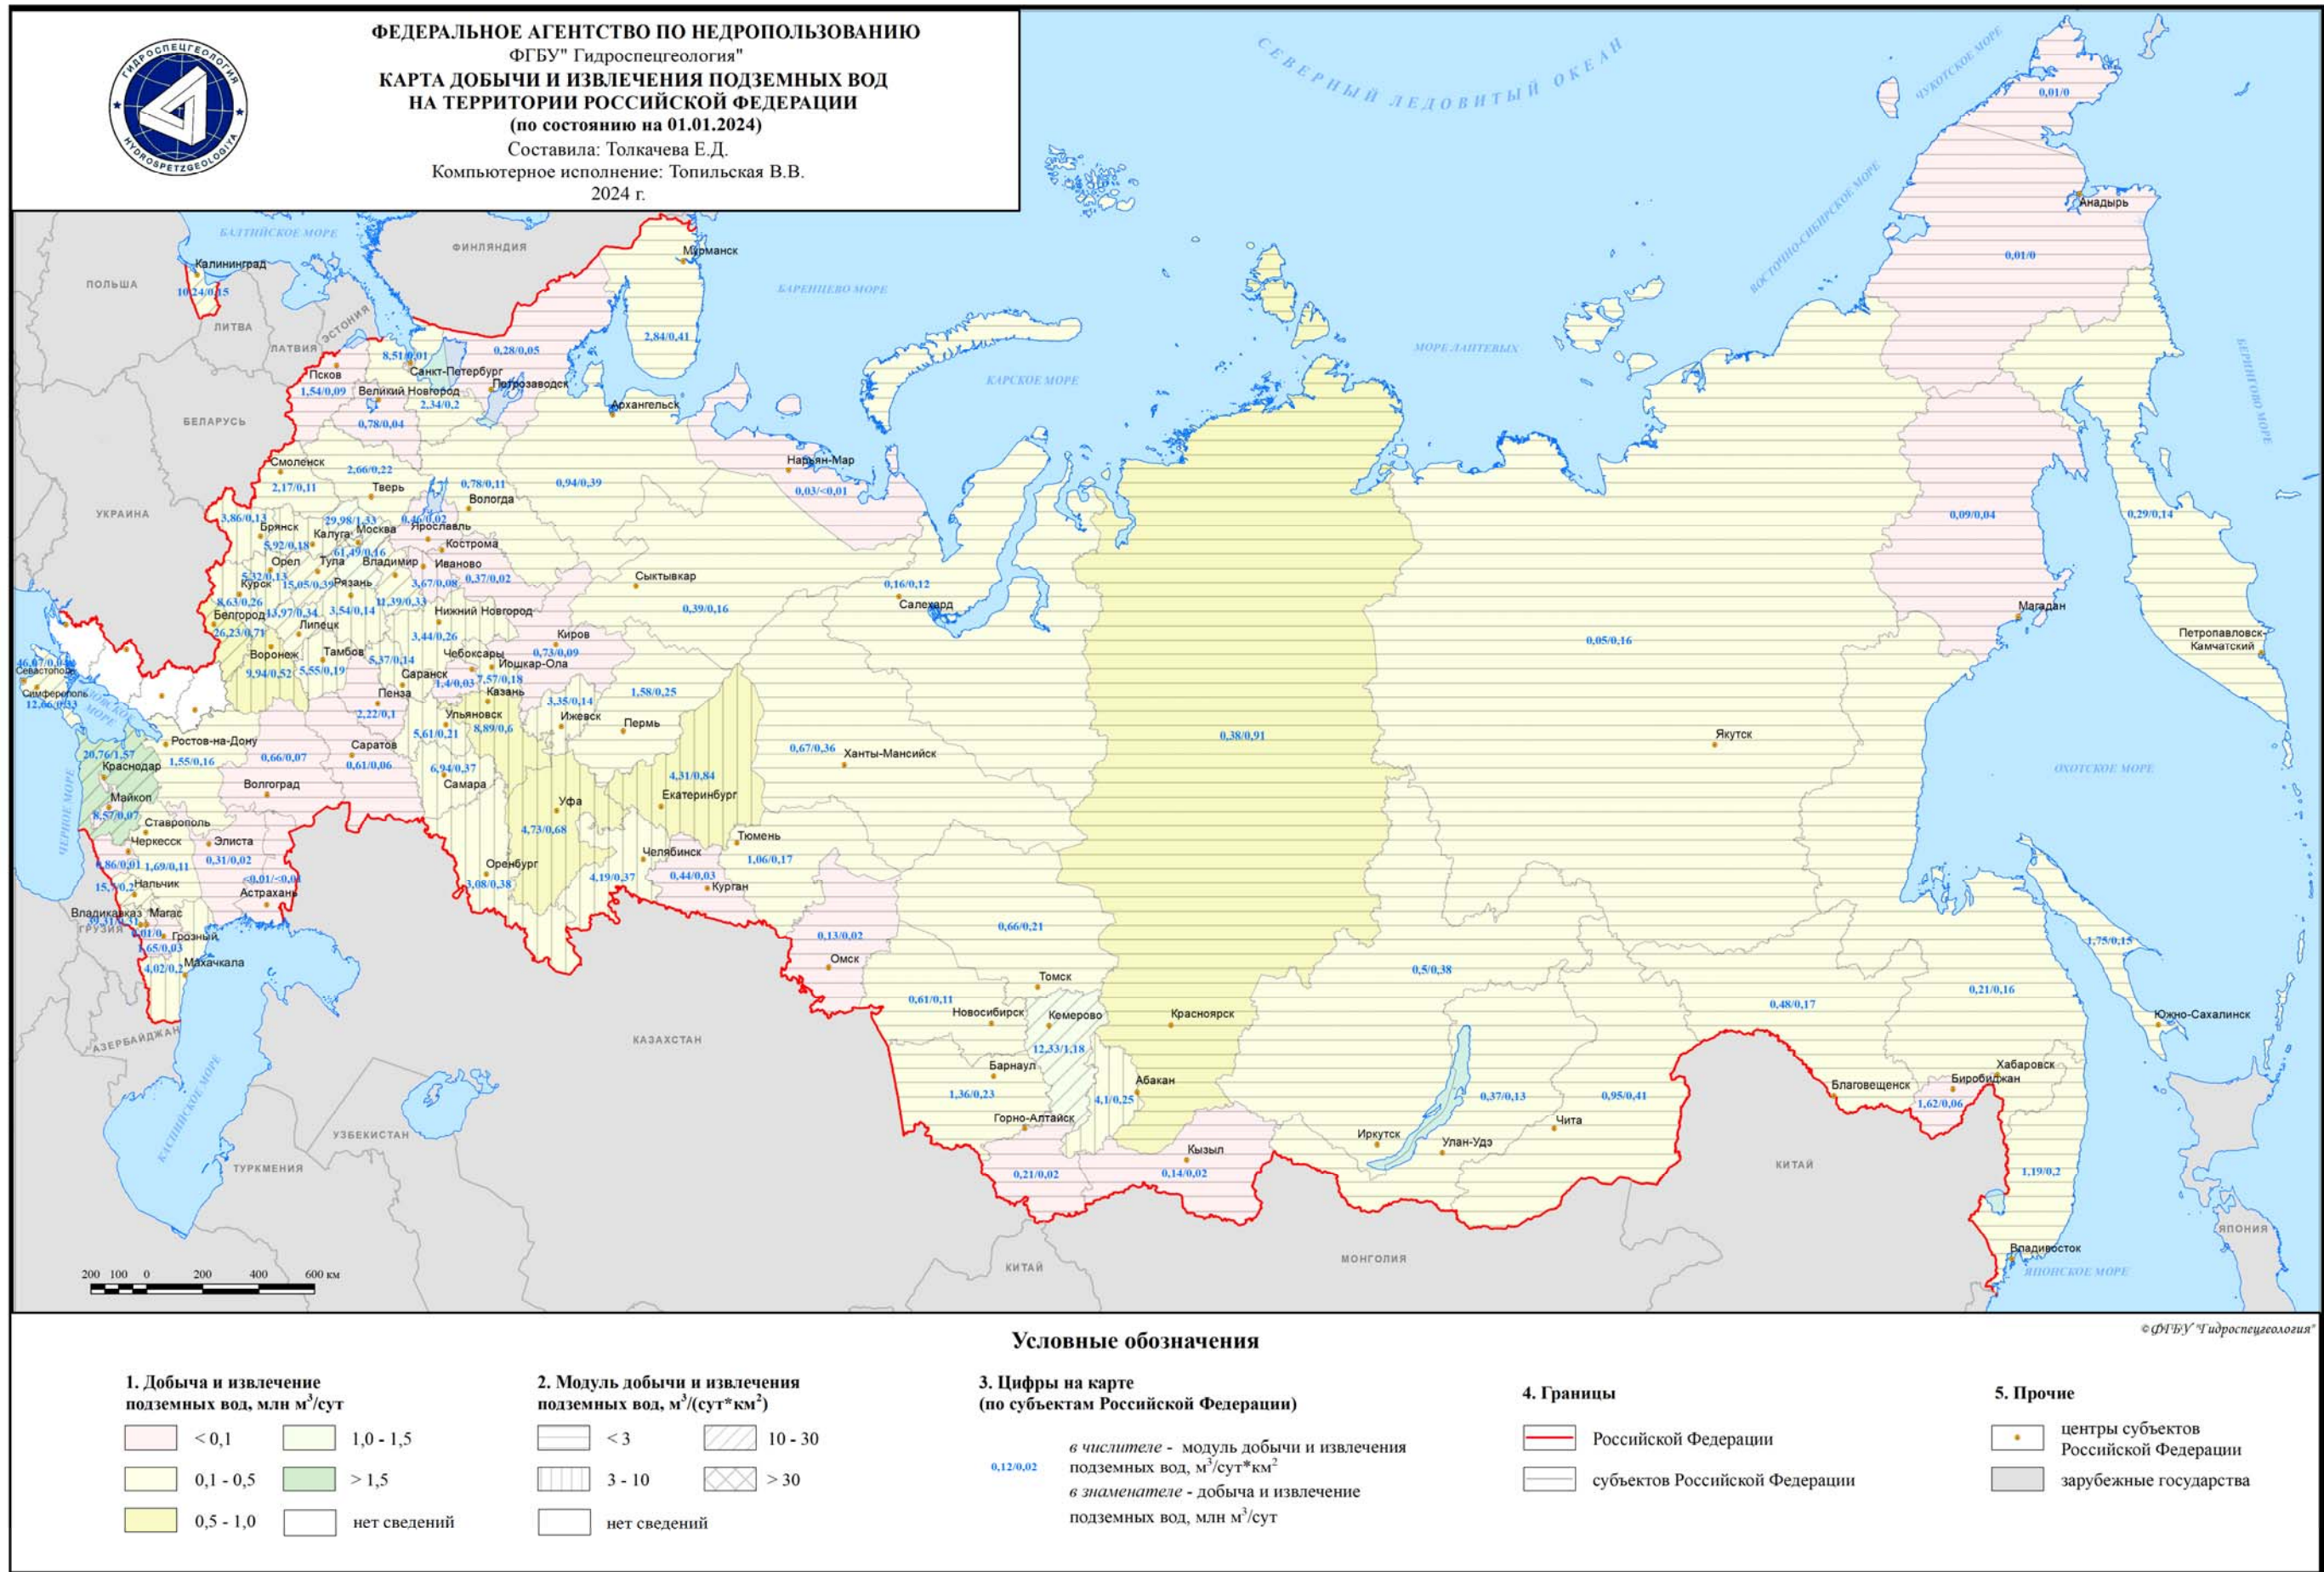 ФЕДЕРАЛЬНОЕ АГЕНТСТВО ПО НЕДРОПОЛЬЗОВАНИЮ
ФГБУ" Гидроспецгеология"
КАРТА ДОБЫЧИ И ИЗВЛЕЧЕНИЯ ПОДЗЕМНЫХ ВОД
НА ТЕРРИТОРИИ РОССИЙСКОЙ ФЕДЕРАЦИИ
(по состоянию на 01.01.2024)
Составила: Толкачева Е.Д.
Компьютерное исполнение: Топильская В.В.
2024 г.
ГИДРОСПЕЦГЕОЛОГИЯ
HYDROSPETZGEOLOGIYA
СЕВЕРНЫЙ ЛЕДОВИТЫЙ ОКЕАН
ЧУКОТСКОЕ МОРЕ
0,01/0
Анадырь
ВОСТОЧНО-СИБИРСКОЕ МОРЕ
0,01/0
БАЛТИЙСКОЕ МОРЕ
ФИНЛЯНДИЯ
Мурманск
Калининград
ПОЛЬША
10,24/0,15
БАРЕНЦЕВО МОРЕ
ЛИТВА
ЭСТОНИЯ
ЛАТВИЯ
2,84/0,41
МОРЕ ЛАПТЕВЫХ
БЕРИНГОВО МОРЕ
8,51/0,01
0,28/0,05
Санкт-Петербург
Псков
Петрозаводск
КАРСКОЕ МОРЕ
1,54/0,09
Великий Новгород
2,34/0,2
Архангельск
БЕЛАРУСЬ
0,78/0,04
Смоленск
2,66/0,22
Нарьян-Мар
2,17/0,11
Тверь
0,78/0,11
0,94/0,39
0,03/<0,01
Вологда
УКРАИНА
3,86/0,13
29,98/1,33
0,46/0,02
0,09/0,04
0,29/0,14
Брянск
Москва
Ярославль
Калуга
5,92/0,18
61,49/0,16
Кострома
Орел
Тула
Владимир
Иваново
5,32/0,13
15,05/0,39
Рязань
3,67/0,08
0,37/0,02
Сыктывкар
0,16/0,12
Курск
8,63/0,26
11,39/0,33
Салехард
Белгород
13,97/0,34
3,54/0,14
Нижний Новгород
0,39/0,16
Магадан
Липецк
26,23/0,71
3,44/0,26
Киров
0,05/0,16
Петропавловск-
Камчатский
Воронеж
Тамбов
Чебоксары
0,73/0,09
5,37/0,14
Йошкар-Ола
Севастополь
9,94/0,52
5,55/0,19
Саранск
1,4/0,03
7,57/0,18
Симферополь
Пенза
Казань
1,58/0,25
12,66/0,33
2,22/0,1
3,35/0,14
Ульяновск
Ижевск
Пермь
5,61/0,21
8,89/0,6
0,38/0,91
Якутск
Ростов-на-Дону
Саратов
20,76/1,57
1,55/0,16
0,66/0,07
0,61/0,06
0,67/0,36
Ханты-Мансийск
Краснодар
6,94/0,37
4,31/0,84
ОХОТСКОЕ МОРЕ
Волгоград
Самара
Екатеринбург
Майкоп
Уфа
8,57/0,07
ЧЕРНОЕ МОРЕ
Ставрополь
4,73/0,68
Тюмень
Черкесск
Элиста
Челябинск
1,69/0,11
0,31/0,02
Оренбург
1,06/0,17
4,19/0,37
0,44/0,03
<0,01/<0,01
Нальчик
3,08/0,38
Курган
Астрахань
Владикавказ
Магас
ГРУЗИЯ
Грозный
0,13/0,02
0,66/0,21
1,75/0,15
4,02/0,2
Махачкала
Омск
0,5/0,38
Томск
0,61/0,11
0,48/0,17
0,21/0,16
Новосибирск
Кемерово
Красноярск
Южно-Сахалинск
АЗЕРБАЙДЖАН
КАЗАХСТАН
12,33/1,18
Барнаул
Абакан
Хабаровск
Биробиджан
Благовещенск
1,36/0,23
4,1/0,25
0,37/0,13
0,95/0,41
1,62/0,06
КАСПИЙСКОЕ МОРЕ
Горно-Алтайск
Чита
УЗБЕКИСТАН
Иркутск
Улан-Удэ
Кызыл
ТУРКМЕНИЯ
0,21/0,02
0,14/0,02
КИТАЙ
1,19/0,2
ЯПОНИЯ
Владивосток
КИТАЙ
МОНГОЛИЯ
ЯПОНСКОЕ МОРЕ
200 100 0 200 400 600 км
Условные обозначения
©ФГБУ "Гидроспецгеология"
1. Добыча и извлечение
подземных вод, млн м³/сут
< 0,1
1,0 - 1,5
0,1 - 0,5
> 1,5
0,5 - 1,0
нет сведений
2. Модуль добычи и извлечения
подземных вод, м³/(сут*км²)
< 3
10 - 30
3 - 10
> 30
нет сведений
3. Цифры на карте
(по субъектам Российской Федерации)
0,12/0,02
в числителе - модуль добычи и извлечения
подземных вод, м³/сут*км²
в знаменателе - добыча и извлечение
подземных вод, млн м³/сут
4. Границы
Российской Федерации
субъектов Российской Федерации
5. Прочие
центры субъектов
Российской Федерации
зарубежные государства